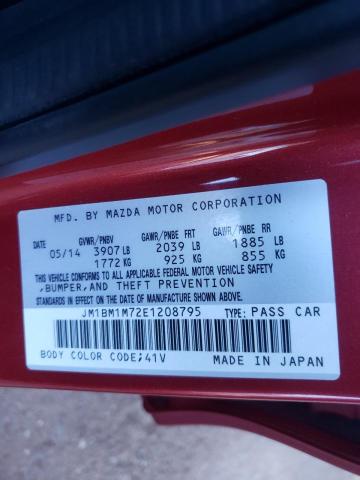 MFD. BY MAZDA MOTOR CORPORATION
DATE GVWR/PNBV GAWR/PNBE FRT GAWR/PNBE RR
05/14 3907 LB 2039 LB 1885 LB
1772 KG 925 KG 855 KG
THIS VEHICLE CONFORMS TO ALL APPLICABLE FEDERAL MOTOR VEHICLE SAFETY
,BUMPER,AND THEFT PREVENTION
STANDARDS IN EFFECT ON THE DATE OF MANUFACTURE SHOWN ABOVE.
JM1BM1M72E1208795 TYPE: PASS CAR
BODY COLOR CODE;41V MADE IN JAPAN